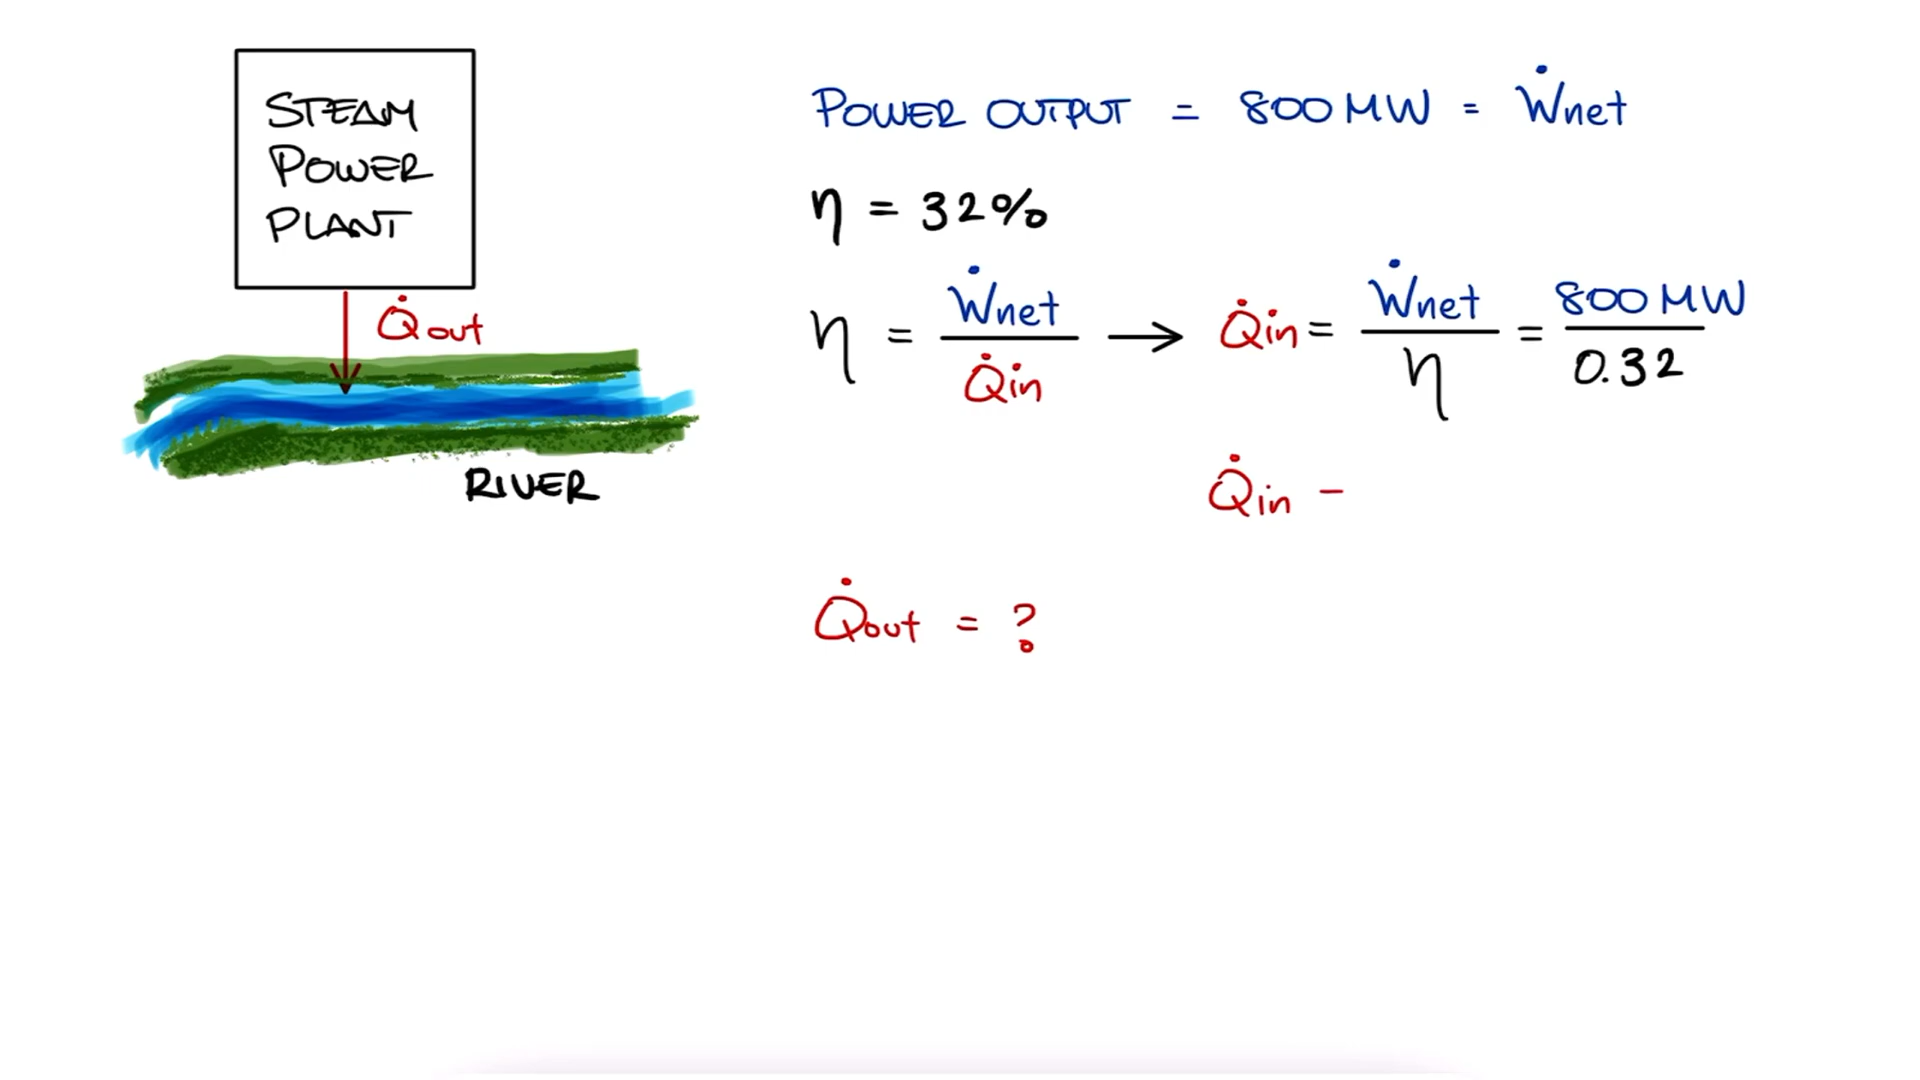 STEAM
POWER
PLANT
Q̇out
RIVER
POWER OUTPUT = 800 MW = Ẇnet
η = 32%
η = Ẇnet / Q̇in → Q̇in = Ẇnet / η = 800 MW / 0.32
Q̇in -
Q̇out = ?